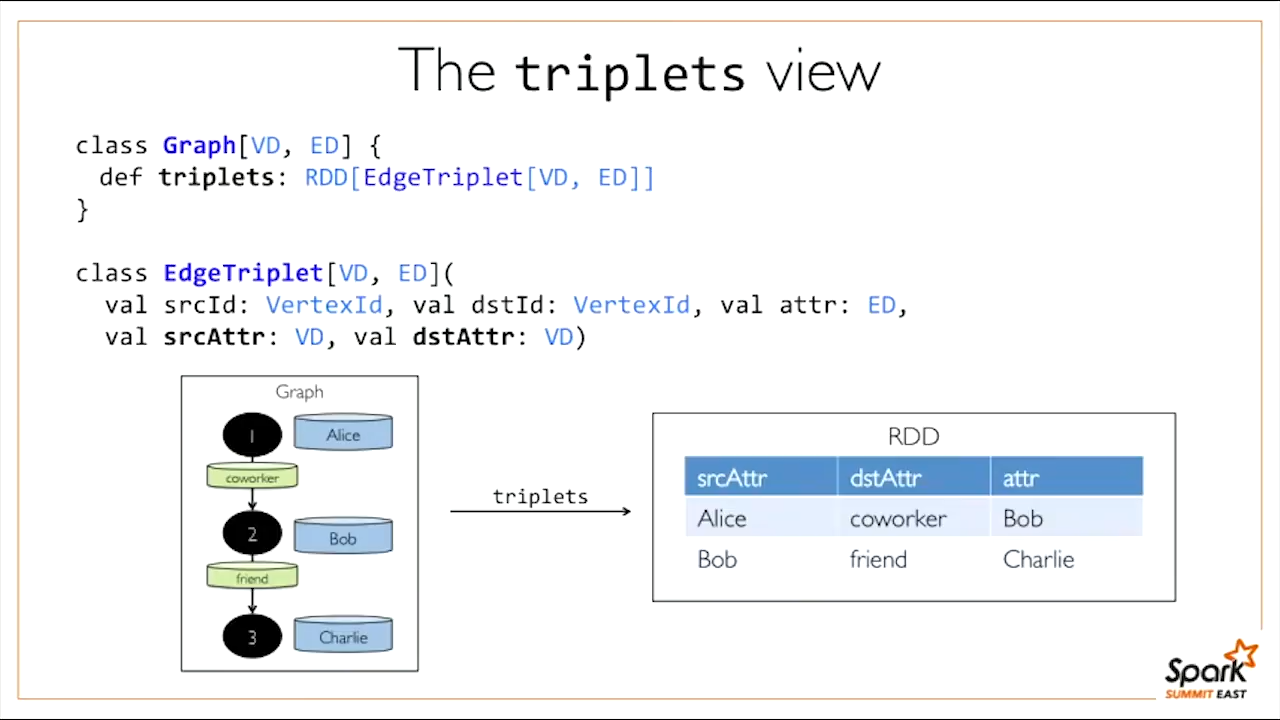 The triplets view
class Graph[VD, ED] {
def triplets: RDD[EdgeTriplet[VD, ED]]
}
class EdgeTriplet[VD, ED](
val srcId: VertexId, val dstId: VertexId, val attr: ED,
val srcAttr: VD, val dstAttr: VD)
Graph
1
Alice
coworker
2
Bob
friend
3
Charlie
triplets
RDD
srcAttr dstAttr attr
Alice coworker Bob
Bob friend Charlie
Spark
SUMMIT EAST